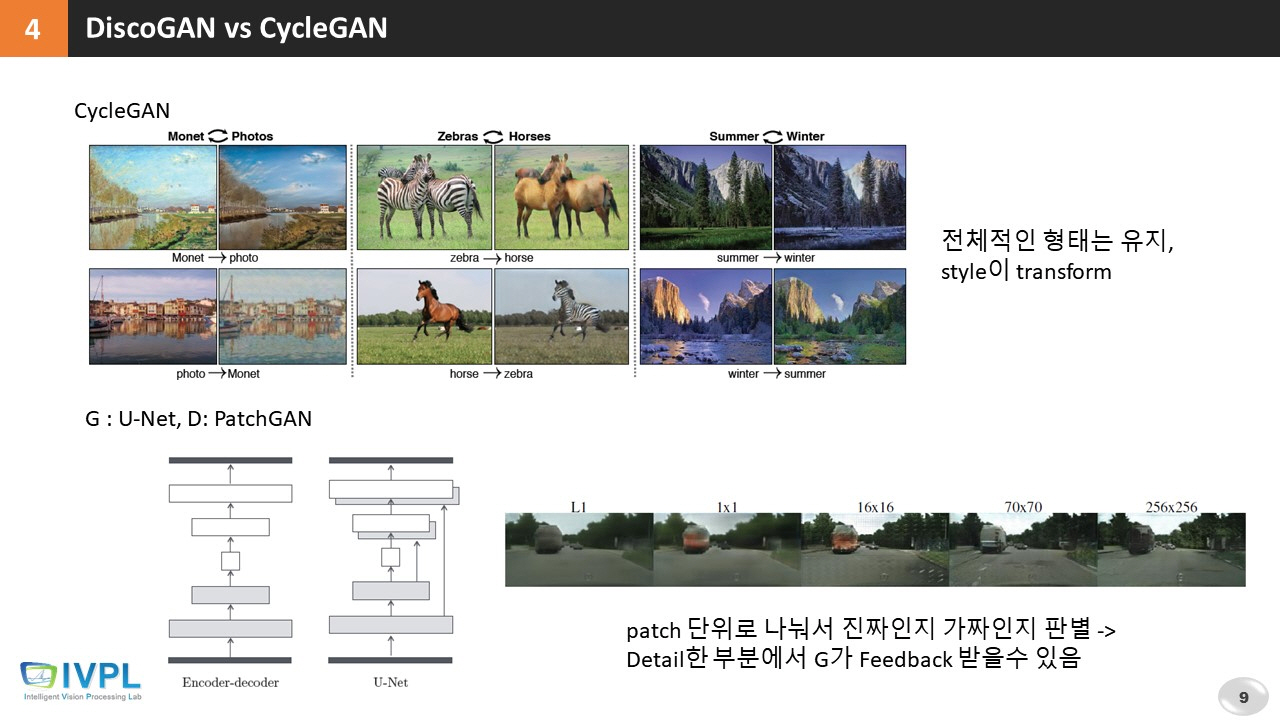 4
DiscoGAN vs CycleGAN
CycleGAN
Monet Photos
Zebras Horses
Summer Winter
Monet → photo
zebra → horse
summer → winter
photo → Monet
horse → zebra
winter → summer
전체적인 형태는 유지,
style이 transform
G : U-Net, D: PatchGAN
Encoder-decoder
U-Net
L1
1x1
16x16
70x70
256x256
patch 단위로 나눠서 진짜인지 가짜인지 판별 ->
Detail한 부분에서 G가 Feedback 받을수 있음
IVPL
Intelligent Vision Processing Lab
9